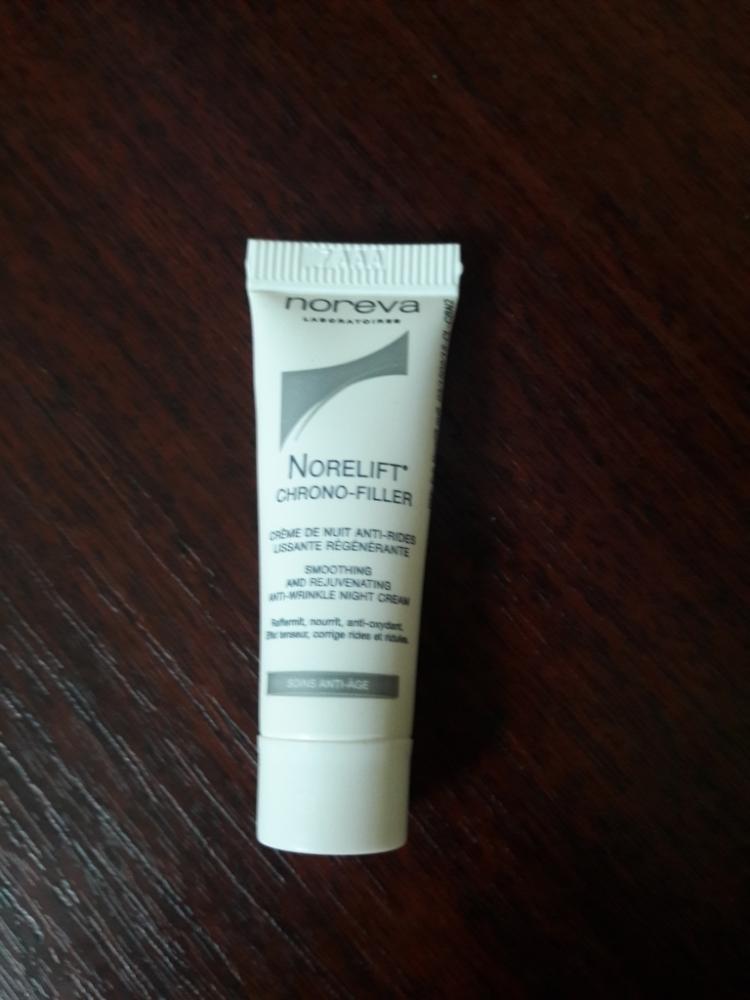 noreva
LABORATOIRES
NORELIFT®
CHRONO-FILLER
CRÈME DE NUIT ANTI-RIDES
LISSANTE RÉGÉNÉRANTE
SMOOTHING
AND REJUVENATING
ANTI-WRINKLE NIGHT CREAM
Raffermit, nourrit, anti-oxydant.
Effet tenseur, corrige rides et ridules.
SOINS ANTI-ÂGE